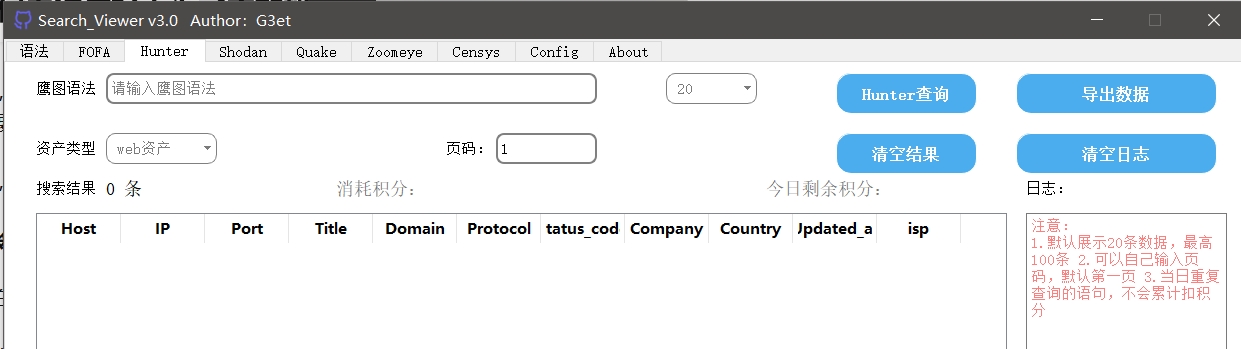 Search_Viewer v3.0 Author: G3et
语法 FOFA Hunter Shodan Quake Zoomeye Censys Config About
鹰图语法 请输入鹰图语法 20 Hunter查询 导出数据
资产类型 web资产 页码: 1 清空结果 清空日志
搜索结果 0 条 消耗积分: 今日剩余积分: 日志:
Host IP Port Title Domain Protocol tatus_cod Company Country Updated_a isp
注意:
1.默认展示20条数据，最高
100条 2.可以自己输入页
码，默认第一页 3.当日重复
查询的语句，不会累计扣积
分